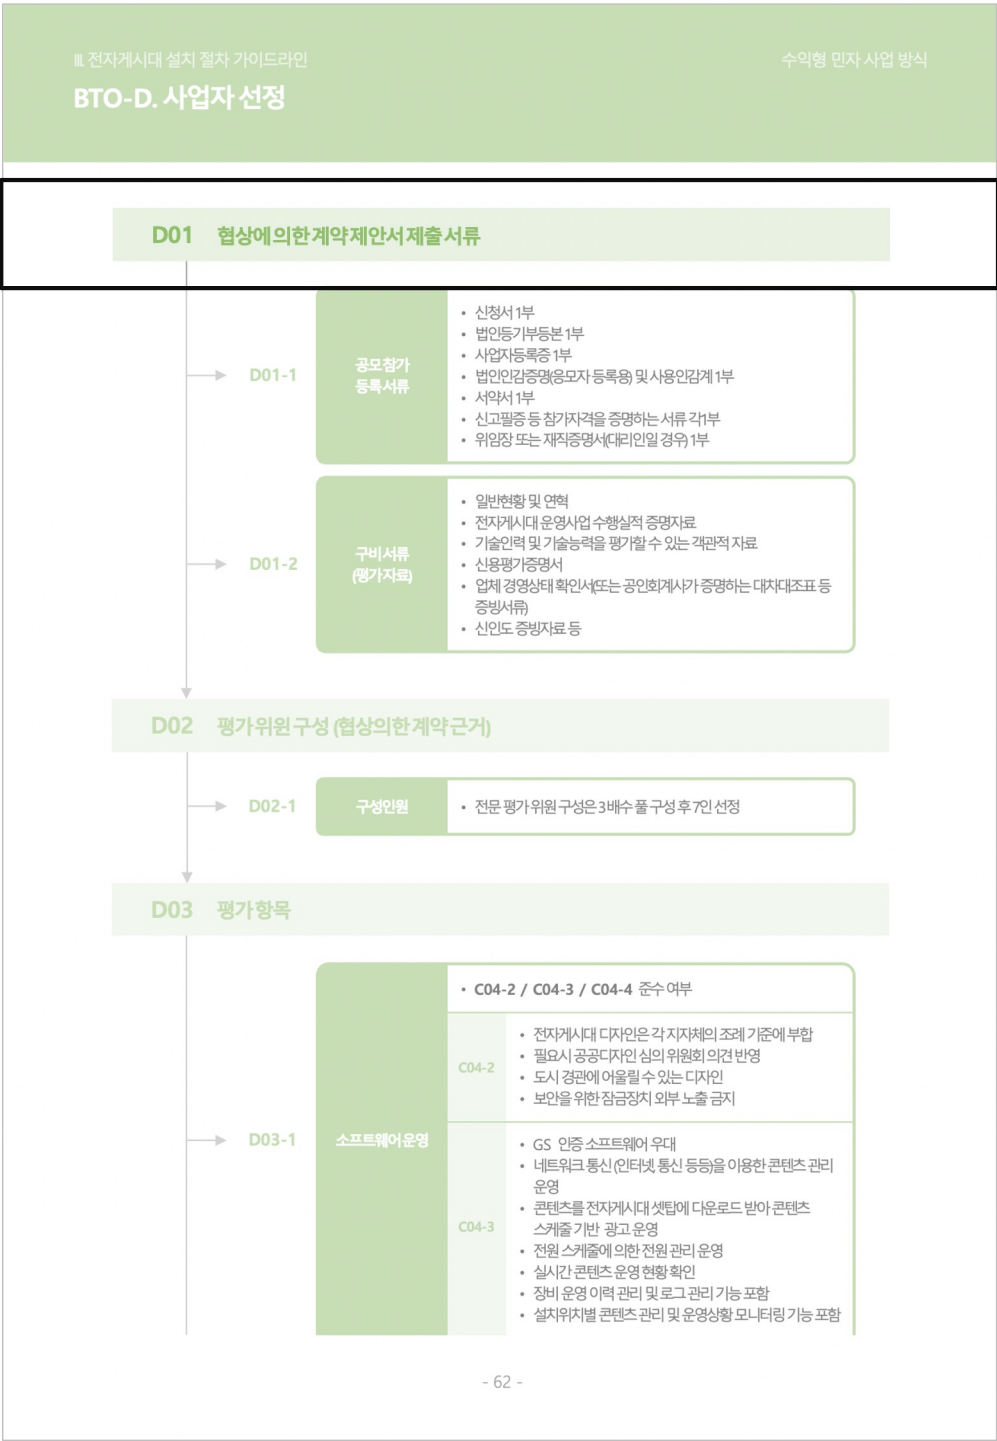 Ⅲ. 전자게시대 설치 절차 가이드라인
수익형 민자 사업 방식
BTO-D. 사업자 선정
D01 협상에 의한 계약 제안서 제출 서류
D01-1
공모 참가
등록 서류
• 신청서 1부
• 법인등기부등본 1부
• 사업자등록증 1부
• 법인인감증명(응모자 등록용) 및 사용인감계 1부
• 서약서 1부
• 신고필증 등 참가자격을 증명하는 서류 각1부
• 위임장 또는 재직증명서(대리인일 경우) 1부
D01-2
구비 서류
(평가 자료)
• 일반현황 및 연혁
• 전자게시대 운영사업 수행실적 증명자료
• 기술인력 및 기술능력을 평가할 수 있는 객관적 자료
• 신용평가증명서
• 업체 경영상태 확인서(또는 공인회계사가 증명하는 대차대조표 등
증빙서류)
• 신인도 증빙자료 등
D02 평가 위원 구성 (협상의한 계약 근거)
D02-1
구성인원
• 전문 평가 위원 구성은 3배수 풀 구성 후 7인 선정
D03 평가 항목
D03-1
소프트웨어 운영
• C04-2 / C04-3 / C04-4 준수 여부
C04-2
• 전자게시대 디자인은 각 지자체의 조례 기준에 부합
• 필요시 공공디자인 심의 위원회 의견 반영
• 도시 경관에 어울릴 수 있는 디자인
• 보안을 위한 잠금장치 외부 노출 금지
C04-3
• GS 인증 소프트웨어 우대
• 네트워크 통신 (인터넷, 통신 등등)을 이용한 콘텐츠 관리
운영
• 콘텐츠를 전자게시대 셋탑에 다운로드 받아 콘텐츠
스케줄 기반 광고 운영
• 전원 스케줄에 의한 전원 관리 운영
• 실시간 콘텐츠 운영 현황 확인
• 장비 운영 이력 관리 및 로그 관리 기능 포함
• 설치위치별 콘텐츠 관리 및 운영상황 모니터링 기능 포함
- 62 -